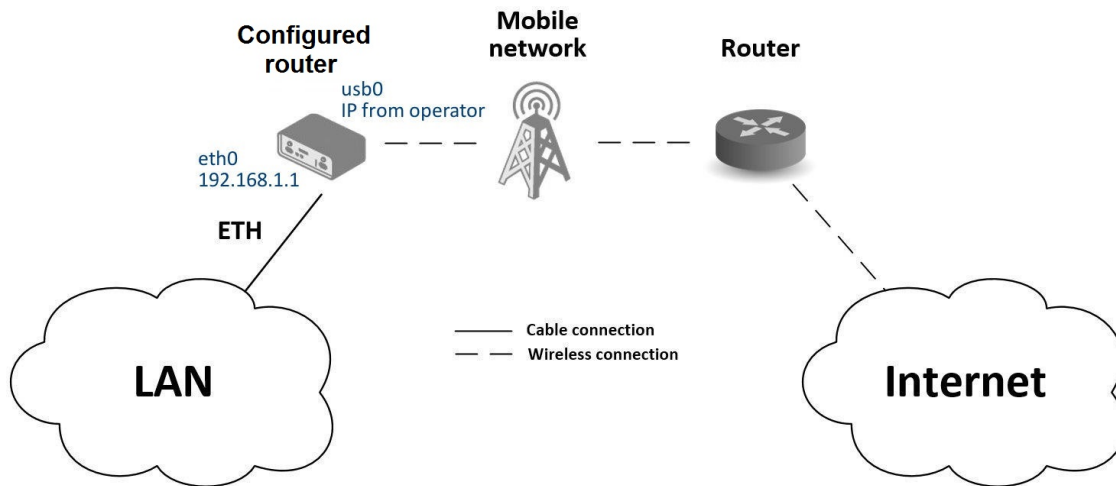 Configured
router
Mobile
network
Router
usb0
IP from operator
eth0
192.168.1.1
ETH
Cable connection
Wireless connection
LAN
Internet